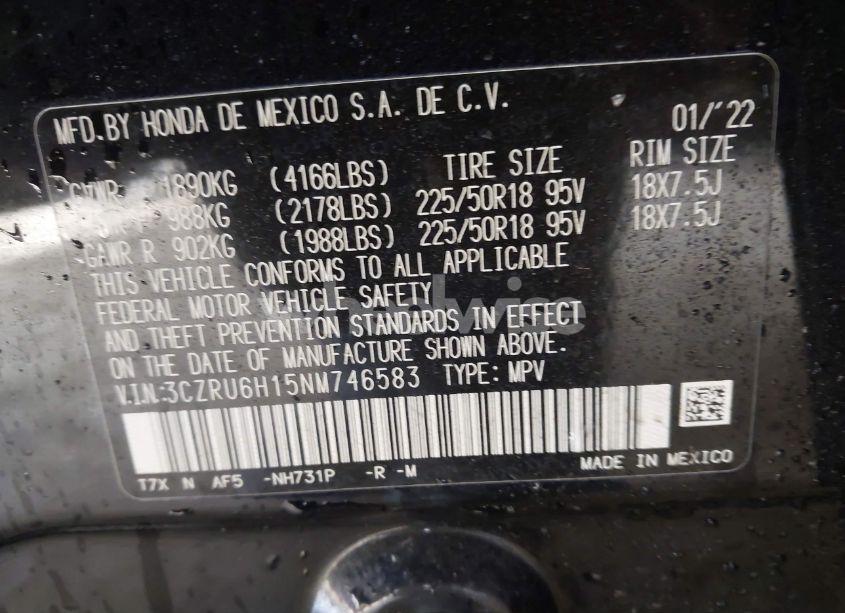 MFD.BY HONDA DE MEXICO S.A. DE C.V. 01/'22
GVWR 1890KG (4166LBS) TIRE SIZE RIM SIZE
988KG (2178LBS) 225/50R18 95V 18X7.5J
GAWR R 902KG (1988LBS) 225/50R18 95V 18X7.5J
THIS VEHICLE CONFORMS TO ALL APPLICABLE
FEDERAL MOTOR VEHICLE SAFETY
AND THEFT PREVENTION STANDARDS IN EFFECT
ON THE DATE OF MANUFACTURE SHOWN ABOVE.
V.I.N.:3CZRU6H15NM746583 TYPE: MPV
T7X N AF5 -NH731P -R -M MADE IN MEXICO